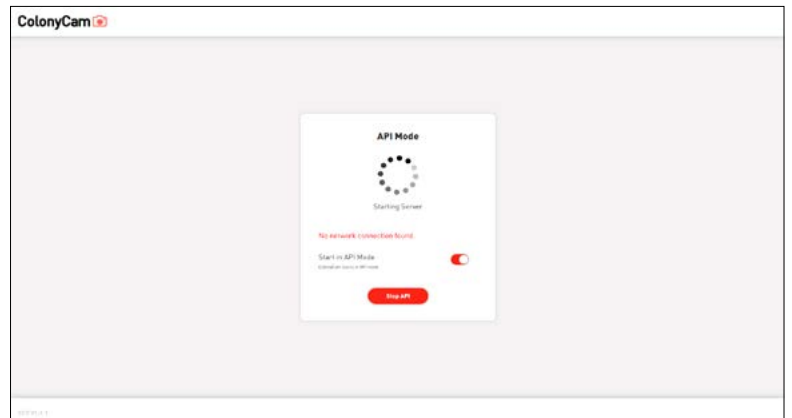 ColonyCam
API Mode
Starting Server
No network connection found.
Start in API Mode
Stop API